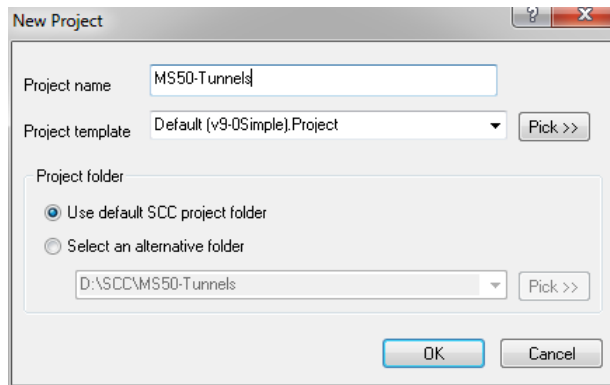 New Project
?
X
Project name MS50-Tunnels
Project template Default (v9-0Simple).Project Pick >>
Project folder
Use default SCC project folder
Select an alternative folder
D:\SCC\MS50-Tunnels Pick >>
OK Cancel